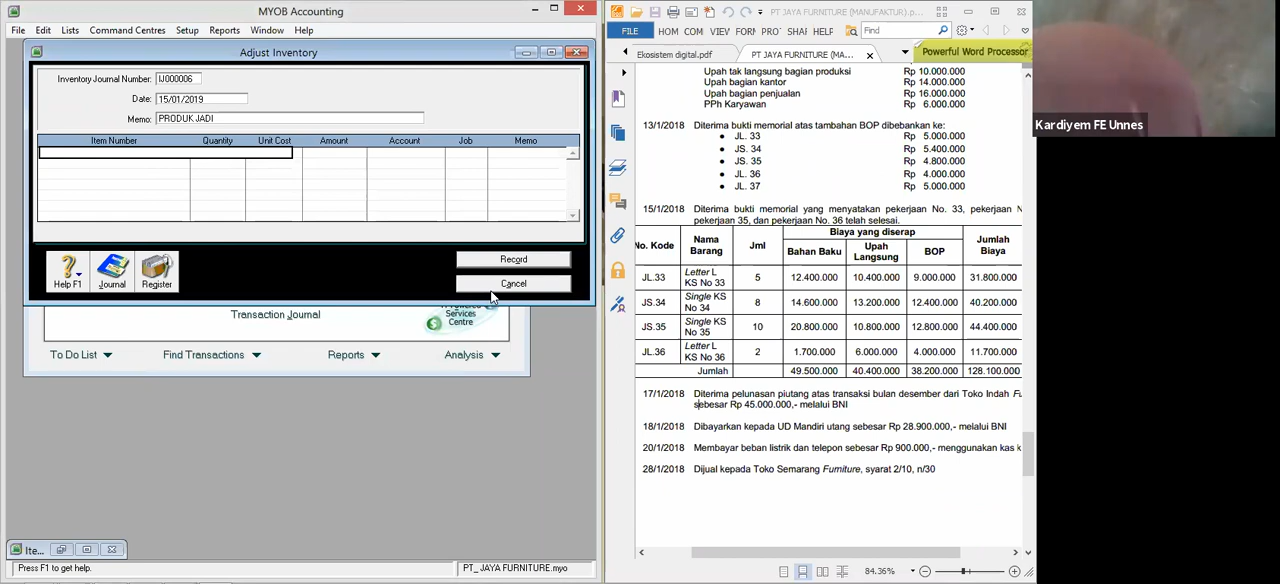 MYOB Accounting
File Edit Lists Command Centres Setup Reports Window Help
Adjust Inventory
Inventory Journal Number: IJ000006
Date: 15/01/2019
Memo: PRODUK JADI
Item Number Quantity Unit Cost Amount Account Job Memo
Record
Cancel
Help F1 Journal Register
Services
Centre
Transaction Journal
To Do List Find Transactions Reports Analysis
Ite...
Press F1 to get help. PT_ JAYA FURNITURE.myo
PT JAYA FURNITURE (MANUFAKTUR).p...
FILE HOM COM VIEV FORI PRO' SHAR HELP Find
Ekosistem digital.pdf PT JAYA FURNITURE (MA... Powerful Word Processor
Upah tak langsung bagian produksi Rp 10.000.000
Upah bagian kantor Rp 14.000.000
Upah bagian penjualan Rp 16.000.000
PPh Karyawan Rp 6.000.000
13/1/2018 Diterima bukti memorial atas tambahan BOP dibebankan ke:
• JL. 33 Rp 5.000.000
• JS. 34 Rp 5.400.000
• JS. 35 Rp 4.800.000
• JL. 36 Rp 4.000.000
• JL. 37 Rp 5.000.000
15/1/2018 Diterima bukti memorial yang menyatakan pekerjaan No. 33, pekerjaan N
pekerjaan 35, dan pekerjaan No. 36 telah selesai.
No. Kode Nama Barang Jml Biaya yang diserap Jumlah Biaya
Bahan Baku Upah Langsung BOP
JL.33 Letter L KS No 33 5 12.400.000 10.400.000 9.000.000 31.800.000
JS.34 Single KS No 34 8 14.600.000 13.200.000 12.400.000 40.200.000
JS.35 Single KS No 35 10 20.800.000 10.800.000 12.800.000 44.400.000
JL.36 Letter L KS No 36 2 1.700.000 6.000.000 4.000.000 11.700.000
Jumlah 49.500.000 40.400.000 38.200.000 128.100.000
17/1/2018 Diterima pelunasan piutang atas transaksi bulan desember dari Toko Indah Fu
sebesar Rp 45.000.000,- melalui BNI
18/1/2018 Dibayarkan kepada UD Mandiri utang sebesar Rp 28.900.000,- melalui BNI
20/1/2018 Membayar beban listrik dan telepon sebesar Rp 900.000,- menggunakan kas k
28/1/2018 Dijual kepada Toko Semarang Furniture, syarat 2/10, n/30
84.36%
Kardiyem FE Unnes